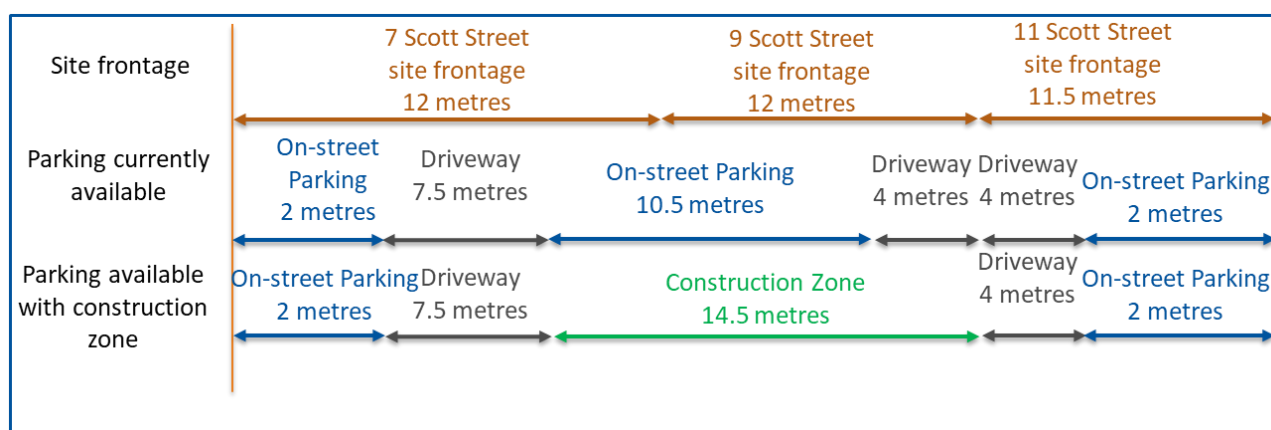 Site frontage
7 Scott Street
site frontage
12 metres
9 Scott Street
site frontage
12 metres
11 Scott Street
site frontage
11.5 metres
Parking currently
available
On-street
Parking
2 metres
Driveway
7.5 metres
On-street Parking
10.5 metres
Driveway
4 metres
Driveway
4 metres
On-street Parking
2 metres
Parking available
with construction
zone
On-street Parking
2 metres
Driveway
7.5 metres
Construction Zone
14.5 metres
Driveway
4 metres
On-street Parking
2 metres